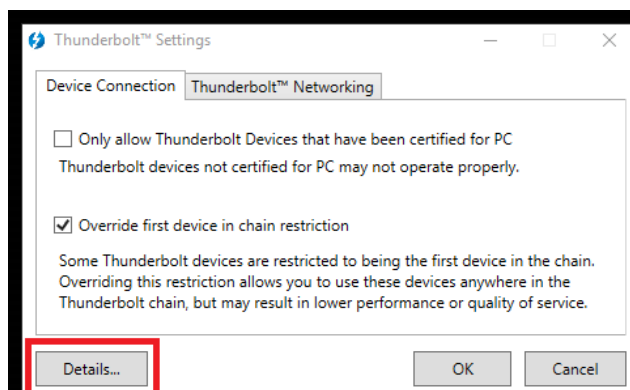 Thunderbolt™ Settings
Device Connection
Thunderbolt™ Networking
Only allow Thunderbolt Devices that have been certified for PC
Thunderbolt devices not certified for PC may not operate properly.
Override first device in chain restriction
Some Thunderbolt devices are restricted to being the first device in the chain.
Overriding this restriction allows you to use these devices anywhere in the
Thunderbolt chain, but may result in lower performance or quality of service.
Details...
OK
Cancel